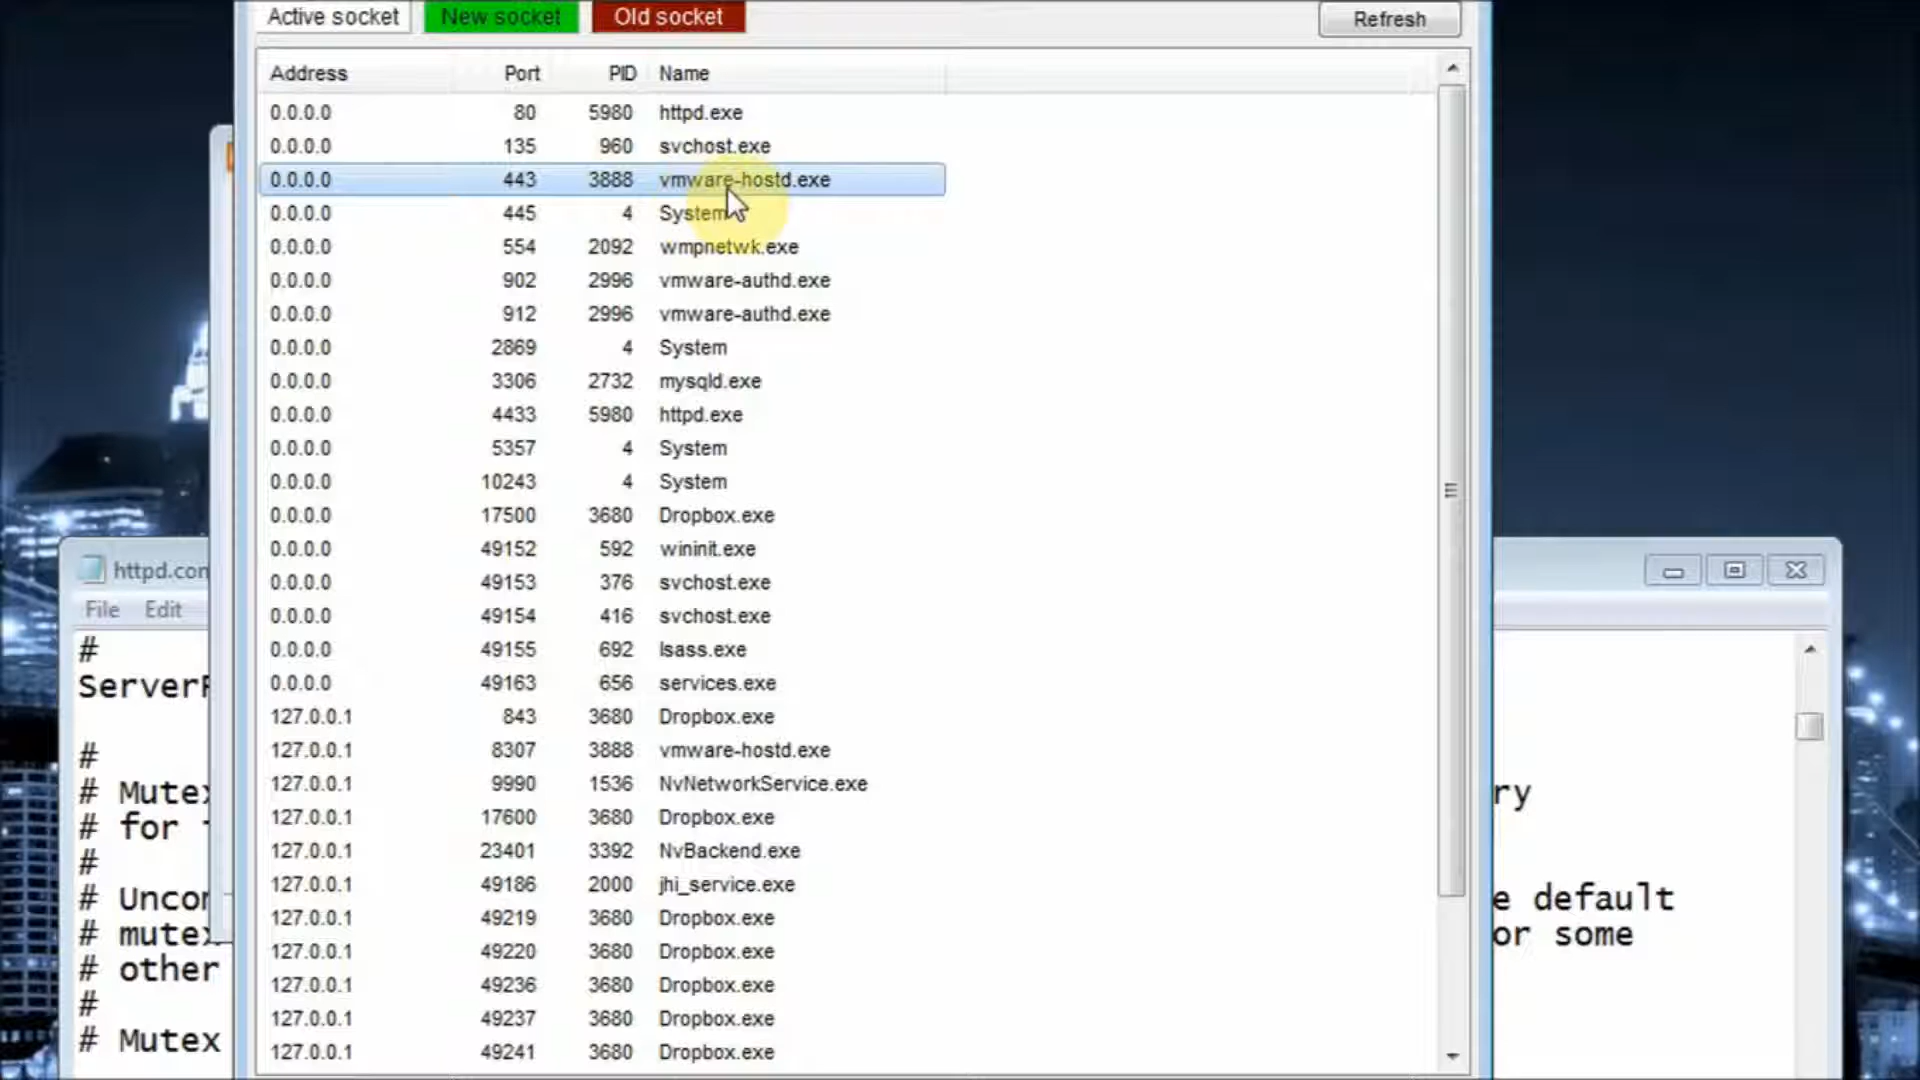 Active socket New socket Old socket Refresh
Address Port PID Name
0.0.0.0 80 5980 httpd.exe
0.0.0.0 135 960 svchost.exe
0.0.0.0 443 3888 vmware-hostd.exe
0.0.0.0 445 4 System
0.0.0.0 554 2092 wmpnetwk.exe
0.0.0.0 902 2996 vmware-authd.exe
0.0.0.0 912 2996 vmware-authd.exe
0.0.0.0 2869 4 System
0.0.0.0 3306 2732 mysqld.exe
0.0.0.0 4433 5980 httpd.exe
0.0.0.0 5357 4 System
0.0.0.0 10243 4 System
0.0.0.0 17500 3680 Dropbox.exe
0.0.0.0 49152 592 wininit.exe
0.0.0.0 49153 376 svchost.exe
0.0.0.0 49154 416 svchost.exe
0.0.0.0 49155 692 lsass.exe
0.0.0.0 49163 656 services.exe
127.0.0.1 843 3680 Dropbox.exe
127.0.0.1 8307 3888 vmware-hostd.exe
127.0.0.1 9990 1536 NvNetworkService.exe
127.0.0.1 17600 3680 Dropbox.exe
127.0.0.1 23401 3392 NvBackend.exe
127.0.0.1 49186 2000 jhi_service.exe
127.0.0.1 49219 3680 Dropbox.exe
127.0.0.1 49220 3680 Dropbox.exe
127.0.0.1 49236 3680 Dropbox.exe
127.0.0.1 49237 3680 Dropbox.exe
127.0.0.1 49241 3680 Dropbox.exe
httpd.con
File Edit
#
Server
#
# Mutex ry
# for
#
# Uncon e default
# mutex or some
# other
#
# Mutex